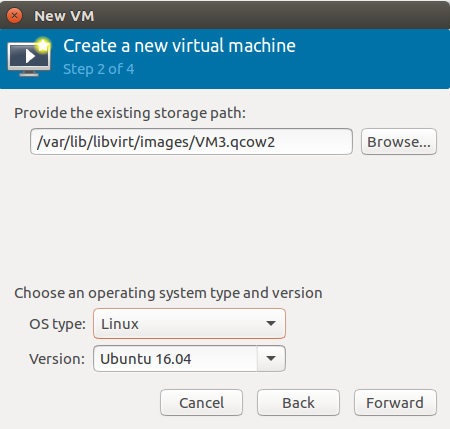 New VM
Create a new virtual machine
Step 2 of 4
Provide the existing storage path:
/var/lib/libvirt/images/VM3.qcow2 Browse...
Choose an operating system type and version
OS type: Linux
Version: Ubuntu 16.04
Cancel Back Forward